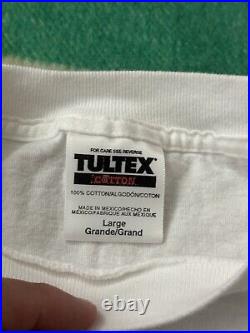 FOR CARE SEE REVERSE
TULTEX®
COTTON
100% COTTON/ALGODÓN/COTON
MADE IN MEXICO/HECHO EN
MEXICO/FABRIQUE AUX MEXIQUE
Large
Grande/Grand